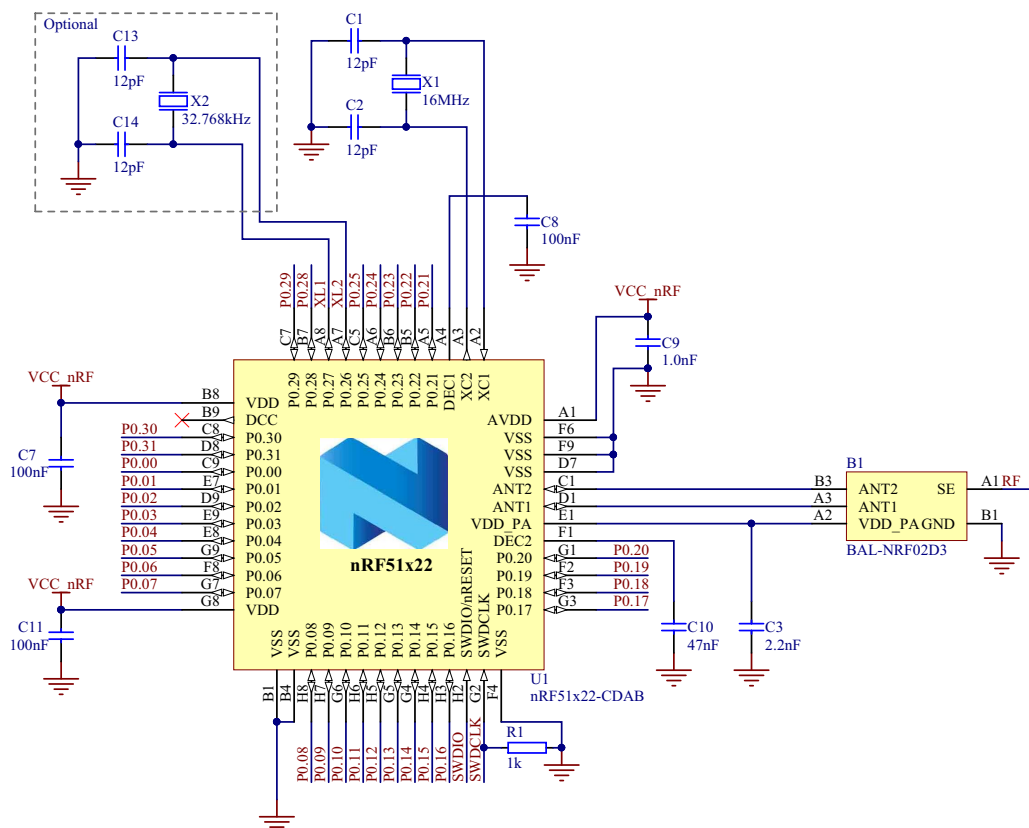 Optional
C13
12pF
X2
32.768kHz
C14
12pF
C1
12pF
X1
16MHz
C2
12pF
C8
100nF
P0.29
P0.28
XL1
XL2
P0.25
P0.24
P0.23
P0.22
P0.21
C7
B7
A8
A7
C5
A6
B6
B5
A5
A4
A3
A2
P0.29
P0.28
P0.27
P0.26
P0.25
P0.24
P0.23
P0.22
P0.21
DEC1
XC2
XC1
VCC_nRF
C9
1.0nF
VCC_nRF
C7
100nF
B8 VDD
B9 DCC
P0.30 C8 P0.30
P0.31 D8 P0.31
P0.00 C9 P0.00
P0.01 E7 P0.01
P0.02 D9 P0.02
P0.03 E9 P0.03
P0.04 E8 P0.04
P0.05 G9 P0.05
P0.06 F8 P0.06
P0.07 G7 P0.07
G8 VDD
VCC_nRF
C11
100nF
nRF51x22
AVDD A1
VSS F6
VSS F9
VSS D7
ANT2 C1
ANT1 D1
VDD_PA E1
DEC2 F1
P0.20 G1 P0.20
P0.19 F2 P0.19
P0.18 F3 P0.18
P0.17 G3 P0.17
B1
B3 ANT2 SE A1 RF
A3 ANT1
A2 VDD_PA GND B1
BAL-NRF02D3
C10
47nF
C3
2.2nF
VSS
VSS
P0.08
P0.09
P0.10
P0.11
P0.12
P0.13
P0.14
P0.15
P0.16
SWDIO/nRESET
SWDCLK
VSS
U1
nRF51x22-CDAB
B1
B4
H8
H7
G6
H6
H5
G5
G4
H4
H3
H2
G2
F4
P0.08
P0.09
P0.10
P0.11
P0.12
P0.13
P0.14
P0.15
P0.16
SWDIO
SWDCLK
R1
1k